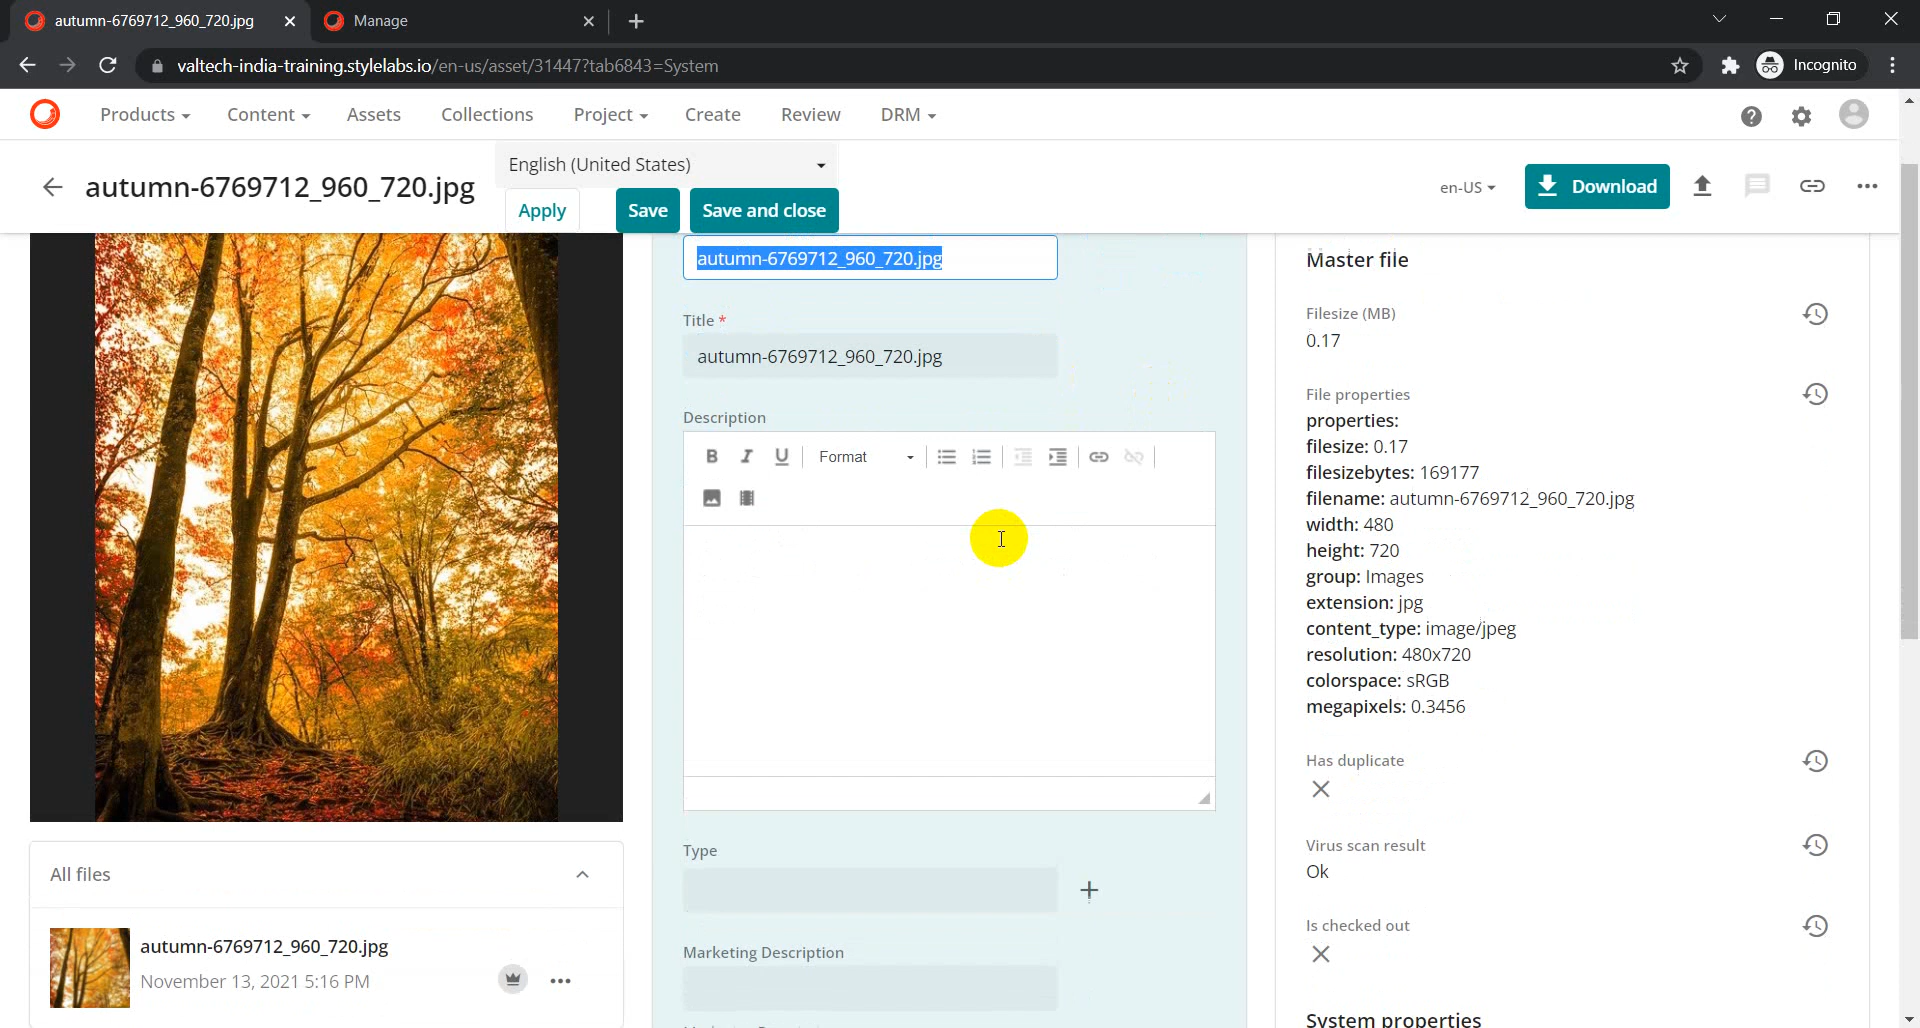 autumn-6769712_960_720.jpg
Manage
valtech-india-training.stylelabs.io/en-us/asset/31447?tab6843=System
Incognito
Products
Content
Assets
Collections
Project
Create
Review
DRM
autumn-6769712_960_720.jpg
English (United States)
Apply
Save
Save and close
en-US
Download
autumn-6769712_960_720.jpg
Title *
autumn-6769712_960_720.jpg
Description
B I U Format
Type
Marketing Description
Master file
Filesize (MB)
0.17
File properties
properties:
filesize: 0.17
filesizebytes: 169177
filename: autumn-6769712_960_720.jpg
width: 480
height: 720
group: Images
extension: jpg
content_type: image/jpeg
resolution: 480x720
colorspace: sRGB
megapixels: 0.3456
Has duplicate
Virus scan result
Ok
Is checked out
System properties
All files
autumn-6769712_960_720.jpg
November 13, 2021 5:16 PM